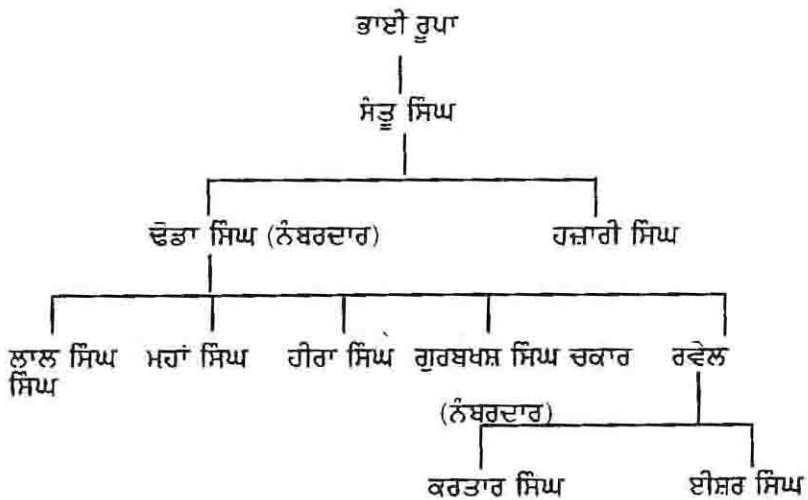 ਭਾਈ ਰੂਪਾ
ਸੰਤੂ ਸਿੰਘ
ਢੋਡਾ ਸਿੰਘ (ਨੰਬਰਦਾਰ) ਹਜ਼ਾਰੀ ਸਿੰਘ
ਲਾਲ ਸਿੰਘ ਮਹਾਂ ਸਿੰਘ ਹੀਰਾ ਸਿੰਘ ਗੁਰਬਖਸ਼ ਸਿੰਘ ਚਕਾਰ ਰਵੇਲ
ਸਿੰਘ
(ਨੰਬਰਦਾਰ)
ਕਰਤਾਰ ਸਿੰਘ ਈਸ਼ਰ ਸਿੰਘ